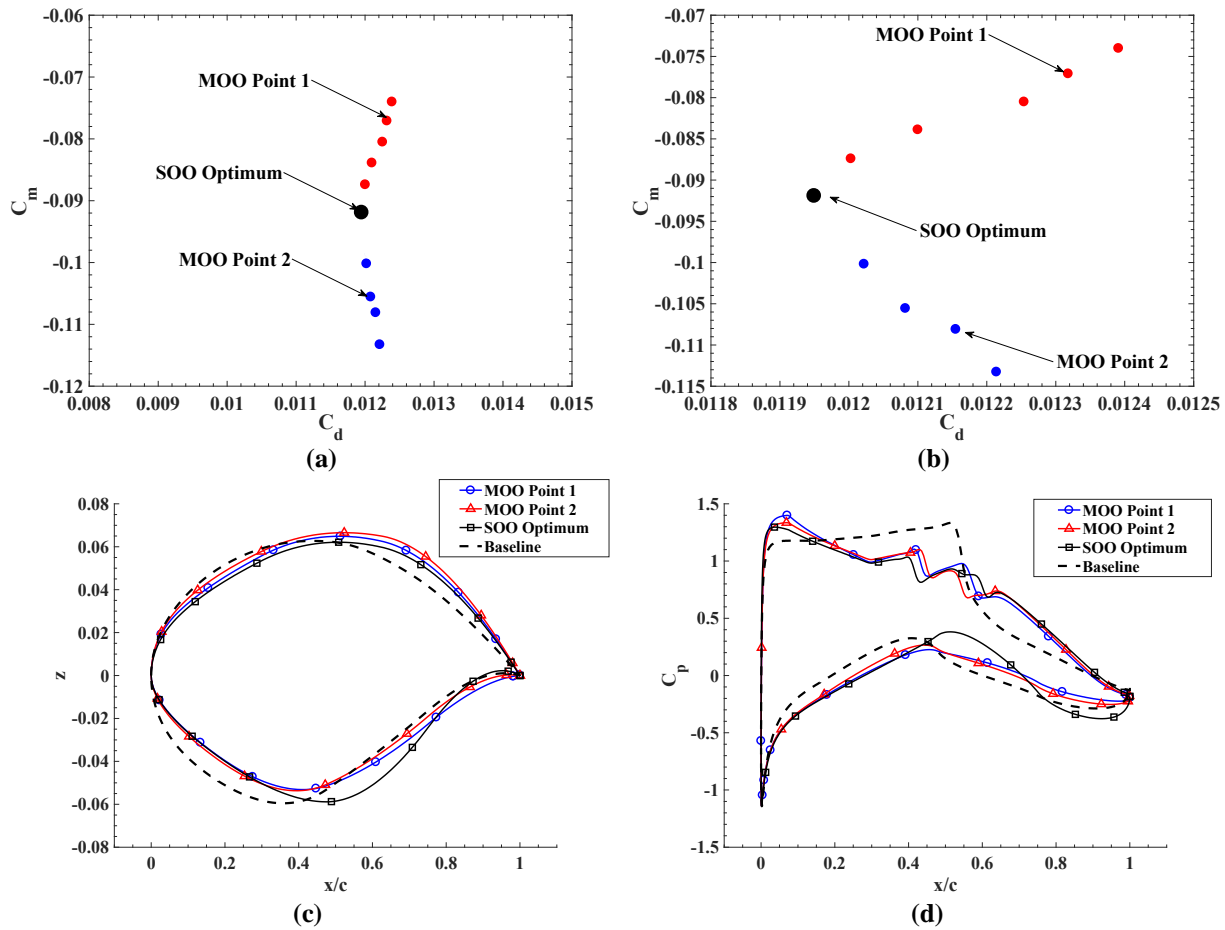 -0.06
-0.07
-0.08
-0.09
-0.1
-0.11
-0.12
C_m
MOO Point 1
SOO Optimum
MOO Point 2
0.008 0.009 0.01 0.011 0.012 0.013 0.014 0.015
C_d
(a)
-0.07
-0.075
-0.08
-0.085
-0.09
-0.095
-0.1
-0.105
-0.11
-0.115
C_m
MOO Point 1
SOO Optimum
MOO Point 2
0.0118 0.0119 0.012 0.0121 0.0122 0.0123 0.0124 0.0125
C_d
(b)
0.08
0.06
0.04
0.02
0
-0.02
-0.04
-0.06
-0.08
z
MOO Point 1
MOO Point 2
SOO Optimum
Baseline
0 0.2 0.4 0.6 0.8 1
x/c
(c)
1.5
1
0.5
0
-0.5
-1
-1.5
C_p
MOO Point 1
MOO Point 2
SOO Optimum
Baseline
0 0.2 0.4 0.6 0.8 1
x/c
(d)